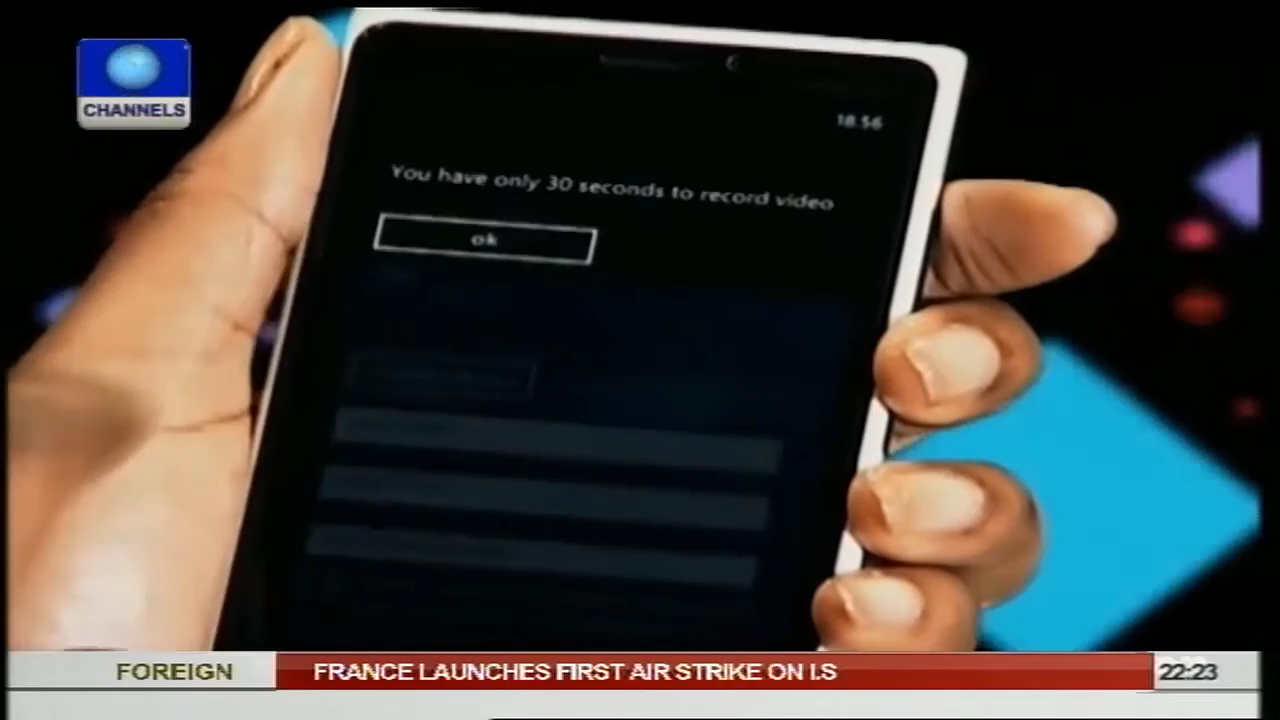 CHANNELS
18.56
You have only 30 seconds to record video
ok
FOREIGN
FRANCE LAUNCHES FIRST AIR STRIKE ON I.S
22:23